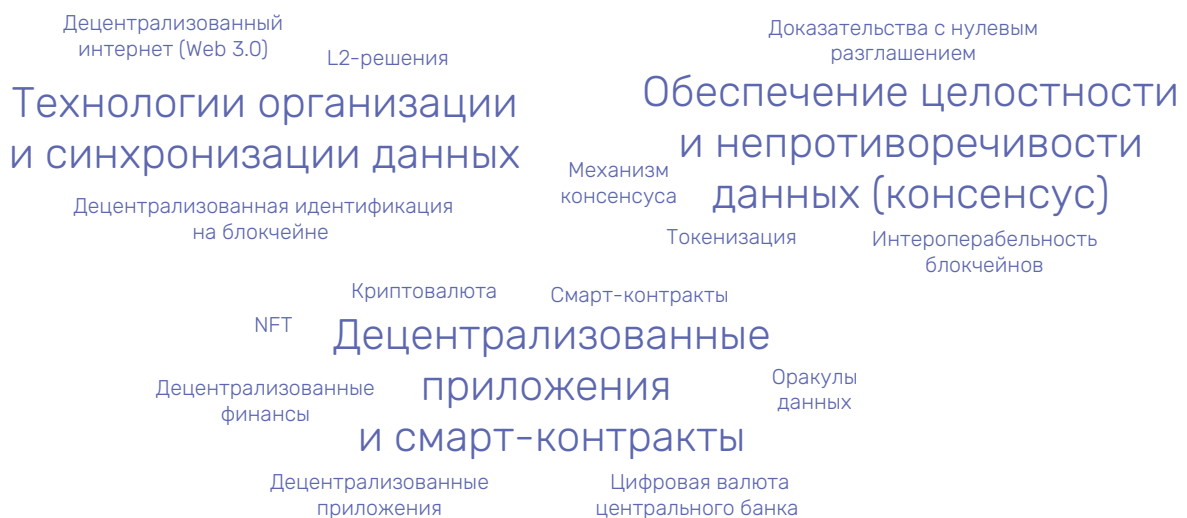 Децентрализованный
интернет (Web 3.0)
L2-решения
Технологии организации
и синхронизации данных
Децентрализованная идентификация
на блокчейне
Доказательства с нулевым
разглашением
Обеспечение целостности
и непротиворечивости
данных (консенсус)
Механизм
консенсуса
Токенизация
Интероперабельность
блокчейнов
Криптовалюта
Смарт-контракты
NFT
Децентрализованные
приложения
и смарт-контракты
Децентрализованные
финансы
Оракулы
данных
Децентрализованные
приложения
Цифровая валюта
центрального банка